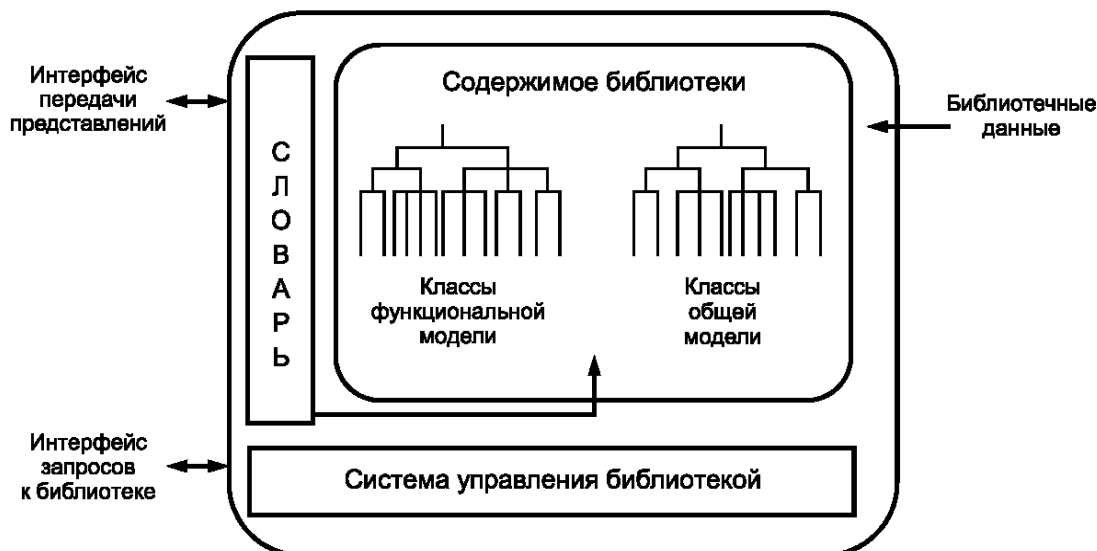 Интерфейс
передачи
представлений
Содержимое библиотеки
Библиотечные
данные
СЛОВАРЬ
Классы
функциональной
модели
Классы
общей
модели
Интерфейс
запросов
к библиотеке
Система управления библиотекой